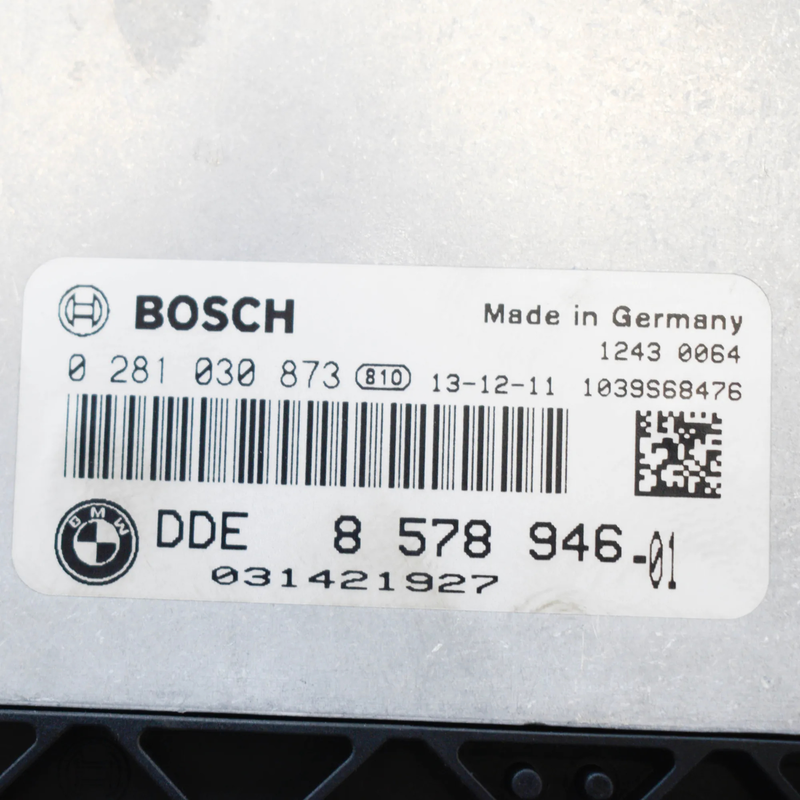 BOSCH
Made in Germany
1243 0064
0 281 030 873 810 13-12-11 1039S68476
BMW
DDE 8 578 946-01
031421927